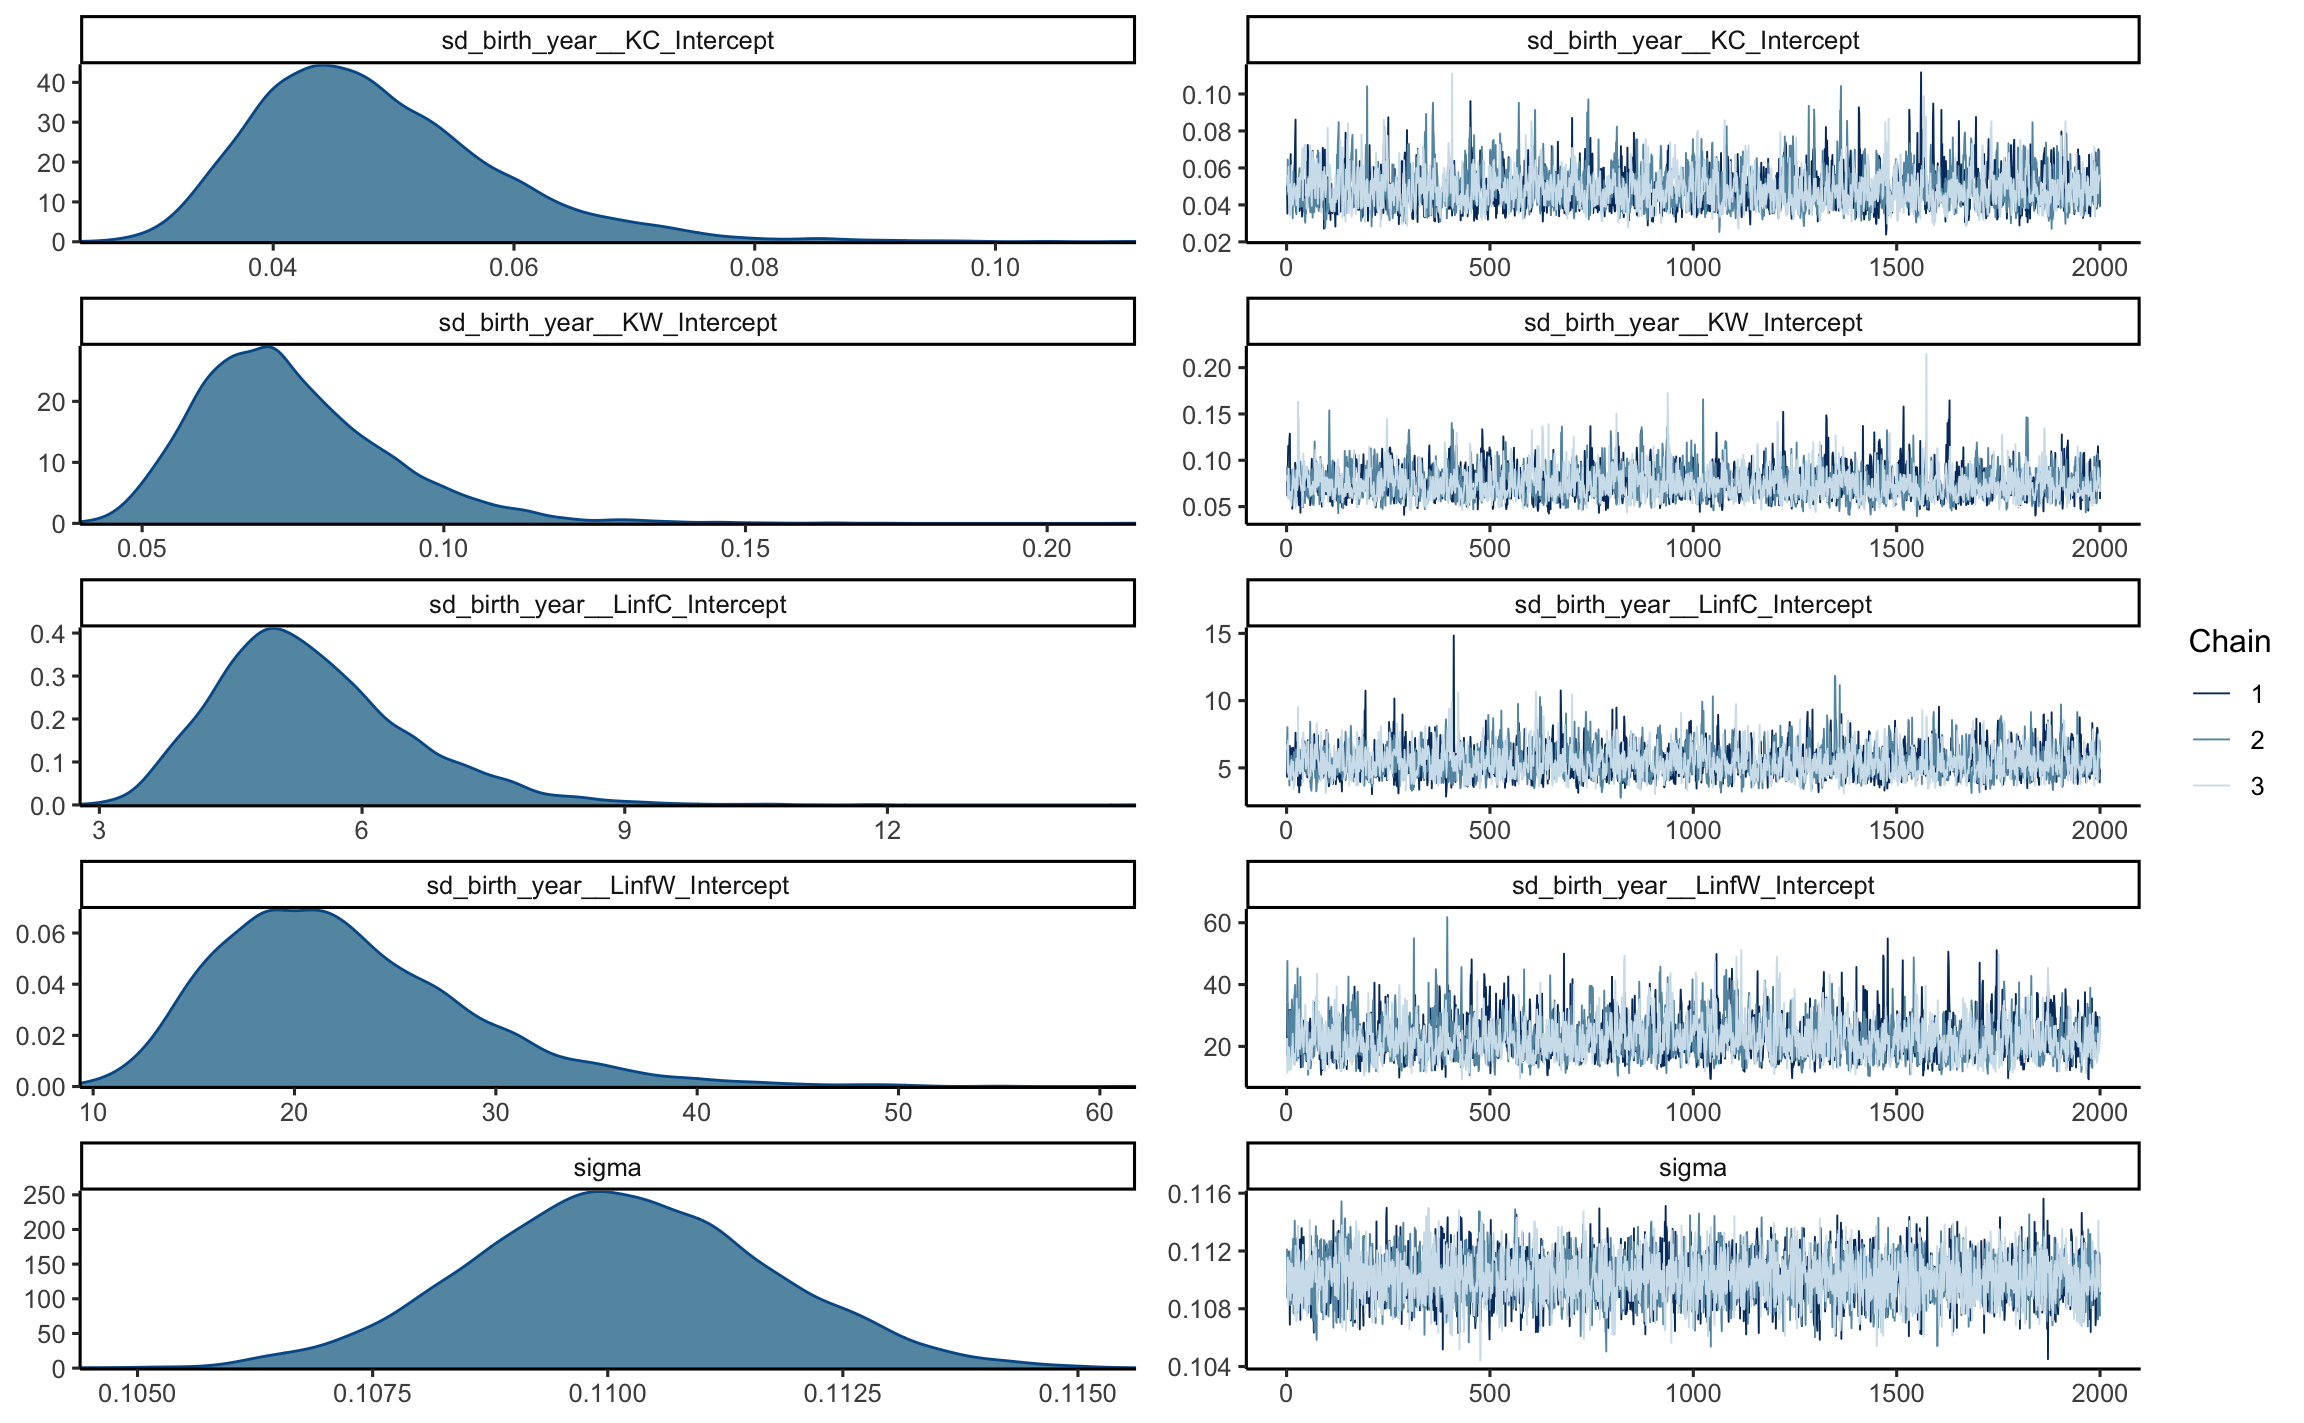 sd_birth_year__KC_Intercept
40
30
20
10
0
0.04 0.06 0.08 0.10
sd_birth_year__KC_Intercept
0.10
0.08
0.06
0.04
0.02
0 500 1000 1500 2000
sd_birth_year__KW_Intercept
20
10
0
0.05 0.10 0.15 0.20
sd_birth_year__KW_Intercept
0.20
0.15
0.10
0.05
0 500 1000 1500 2000
sd_birth_year__LinfC_Intercept
0.4
0.3
0.2
0.1
0.0
3 6 9 12
sd_birth_year__LinfC_Intercept
15
10
5
0 500 1000 1500 2000
sd_birth_year__LinfW_Intercept
0.06
0.04
0.02
0.00
10 20 30 40 50 60
sd_birth_year__LinfW_Intercept
60
40
20
0 500 1000 1500 2000
sigma
250
200
150
100
50
0
0.1050 0.1075 0.1100 0.1125 0.1150
sigma
0.116
0.112
0.108
0.104
0 500 1000 1500 2000
Chain
1
2
3